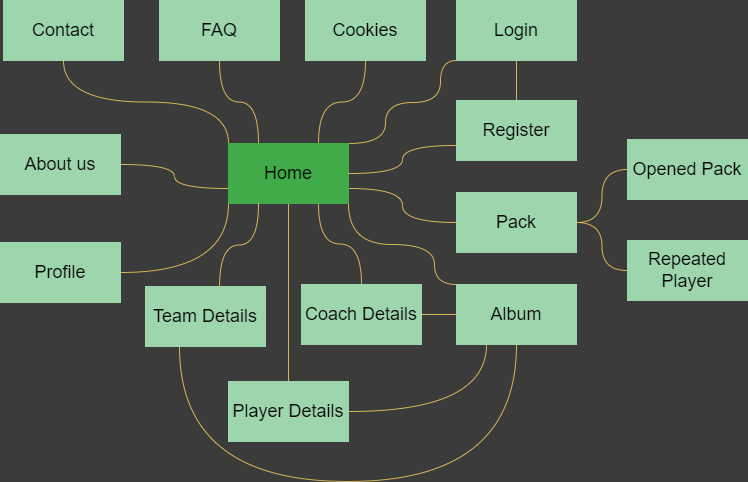 Contact
FAQ
Cookies
Login
Register
About us
Home
Opened Pack
Pack
Profile
Repeated
Player
Team Details
Coach Details
Album
Player Details